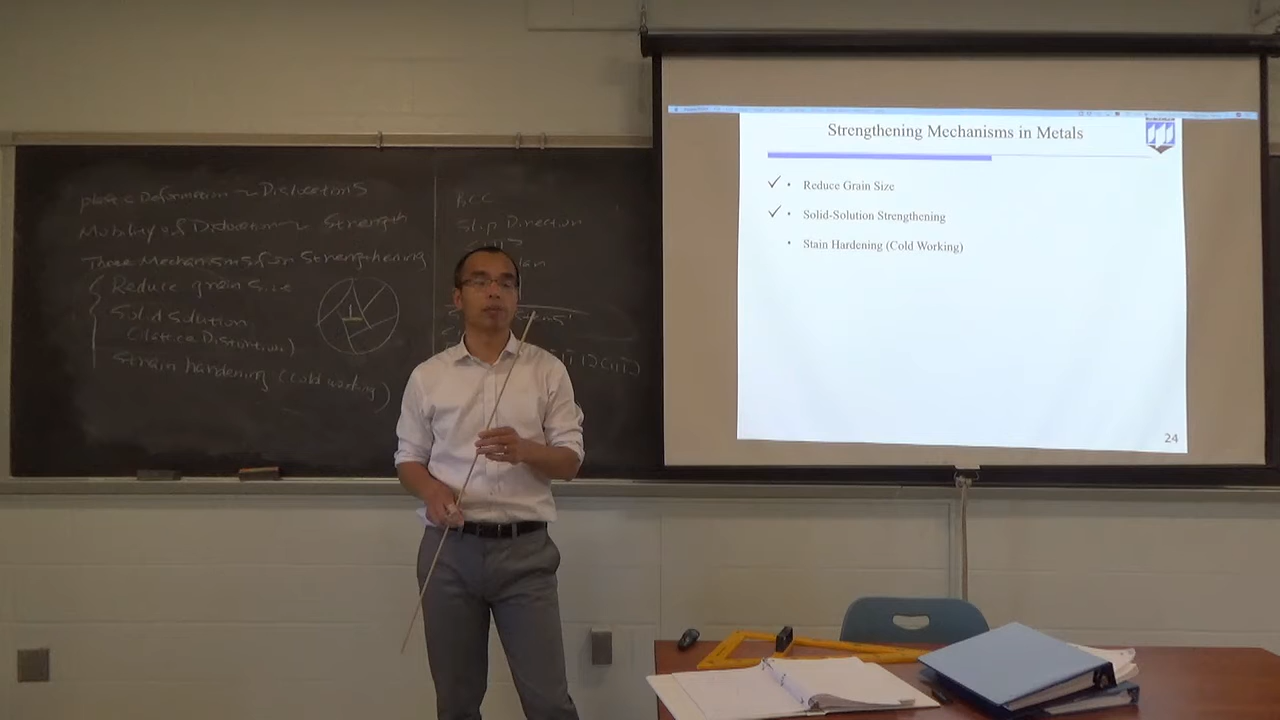 plastic Deformation ~ Dislocations
Mobility of Dislocation ~ Strength
Three Mechanisms for Strengthening
Reduce grain Size
Solid Solution
(lattice Distortion)
Strain hardening (cold working)
BCC
Slip Direction
Strengthening Mechanisms in Metals
✓ • Reduce Grain Size
✓ • Solid-Solution Strengthening
• Stain Hardening (Cold Working)
24